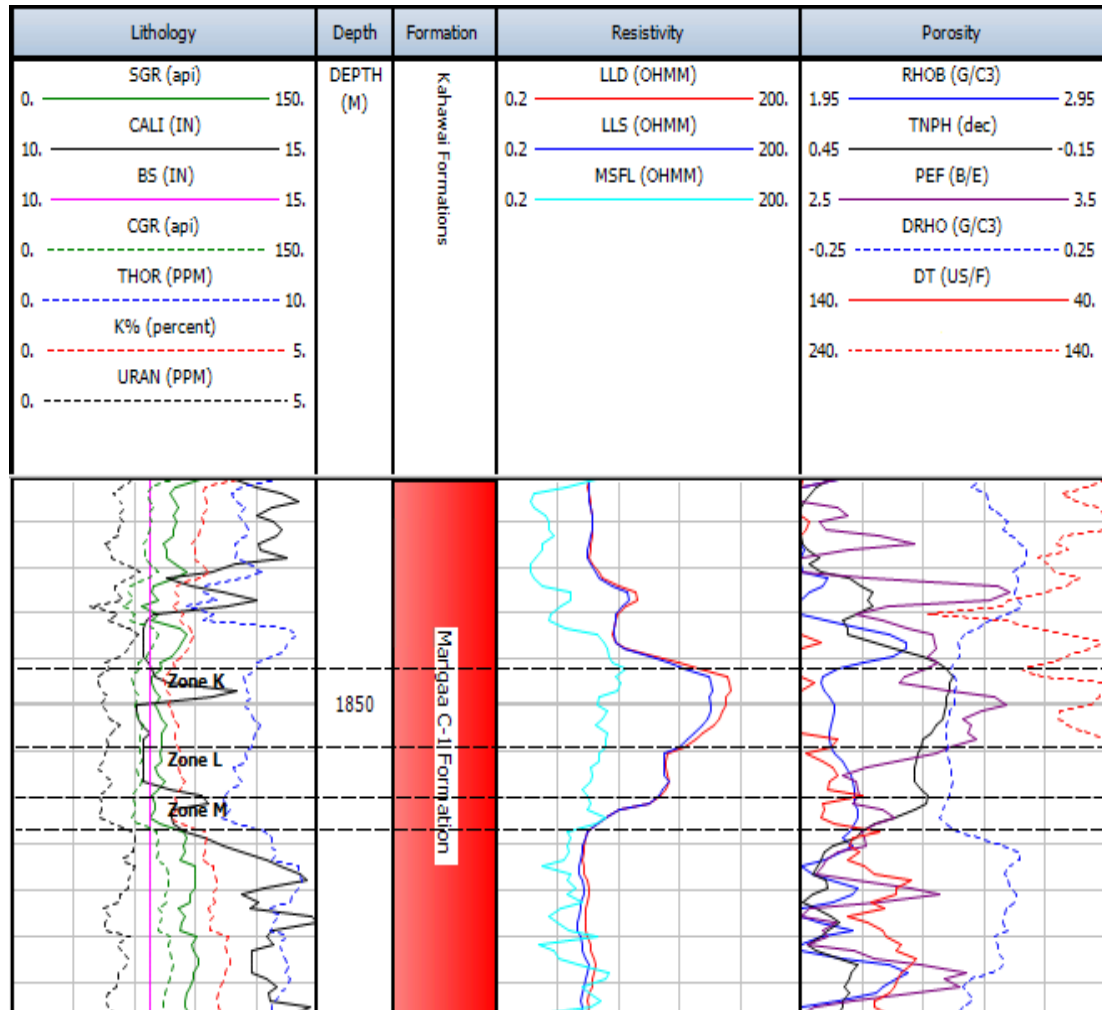 Lithology Depth Formation Resistivity Porosity
SGR (api)
0. 150.
CALI (IN)
10. 15.
BS (IN)
10. 15.
CGR (api)
0. 150.
THOR (PPM)
0. 10.
K% (percent)
0. 5.
URAN (PPM)
0. 5.
DEPTH
(M)
Kahawai Formations
LLD (OHMM)
0.2 200.
LLS (OHMM)
0.2 200.
MSFL (OHMM)
0.2 200.
RHOB (G/C3)
1.95 2.95
TNPH (dec)
0.45 -0.15
PEF (B/E)
2.5 3.5
DRHO (G/C3)
-0.25 0.25
DT (US/F)
140. 40.
240. 140.
Zone K
Zone L
Zone M
1850
Mangaa C-1 Formation